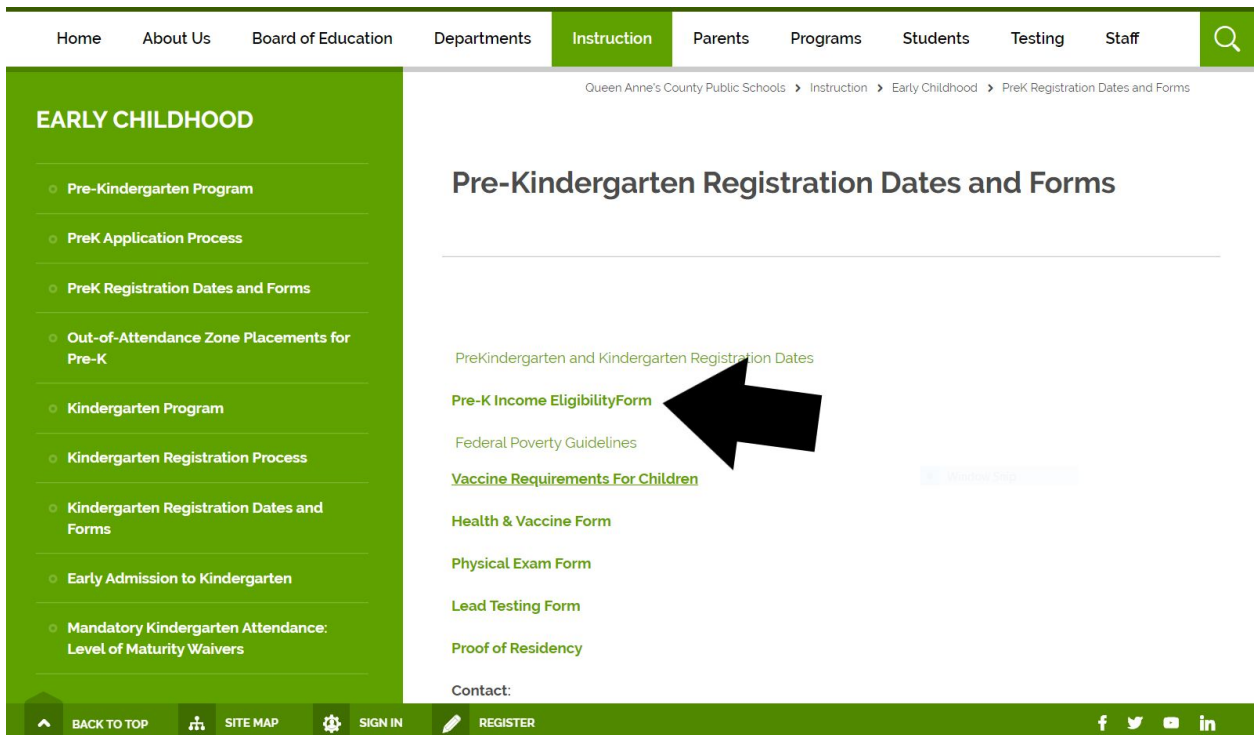 Home About Us Board of Education Departments Instruction Parents Programs Students Testing Staff
Queen Anne's County Public Schools > Instruction > Early Childhood > PreK Registration Dates and Forms
EARLY CHILDHOOD
Pre-Kindergarten Program
PreK Application Process
PreK Registration Dates and Forms
Out-of-Attendance Zone Placements for
Pre-K
Kindergarten Program
Kindergarten Registration Process
Kindergarten Registration Dates and
Forms
Early Admission to Kindergarten
Mandatory Kindergarten Attendance:
Level of Maturity Waivers
Pre-Kindergarten Registration Dates and Forms
PreKindergarten and Kindergarten Registration Dates
Pre-K Income EligibilityForm
Federal Poverty Guidelines
Vaccine Requirements For Children
Health & Vaccine Form
Physical Exam Form
Lead Testing Form
Proof of Residency
Contact:
BACK TO TOP SITE MAP SIGN IN REGISTER